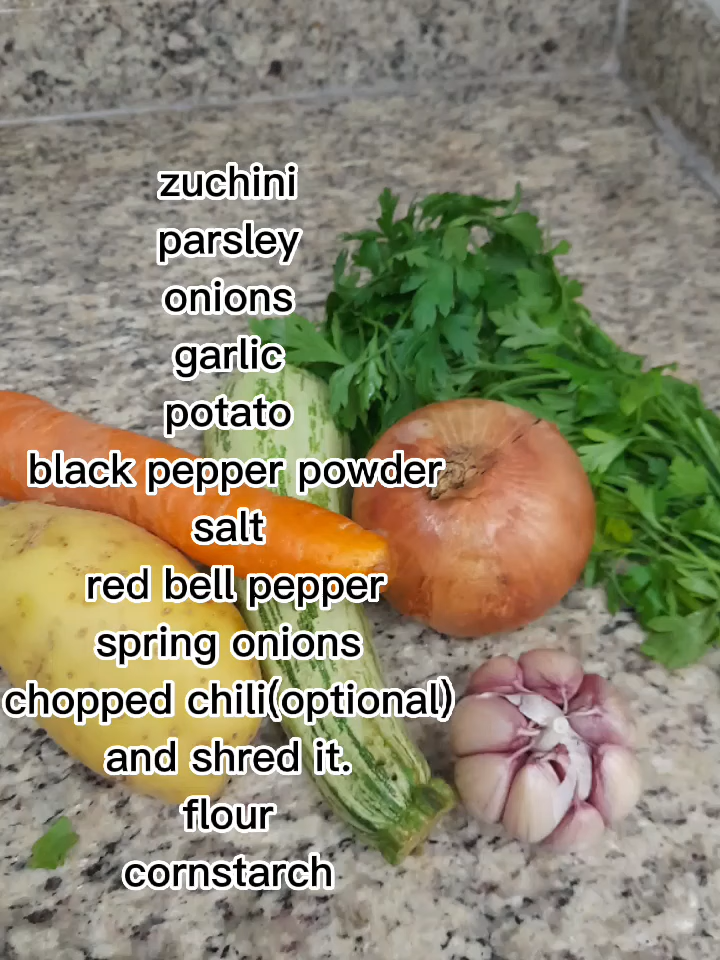 zuchini
parsley
onions
garlic
potato
black pepper powder
salt
red bell pepper
spring onions
chopped chili(optional)
and shred it.
flour
cornstarch